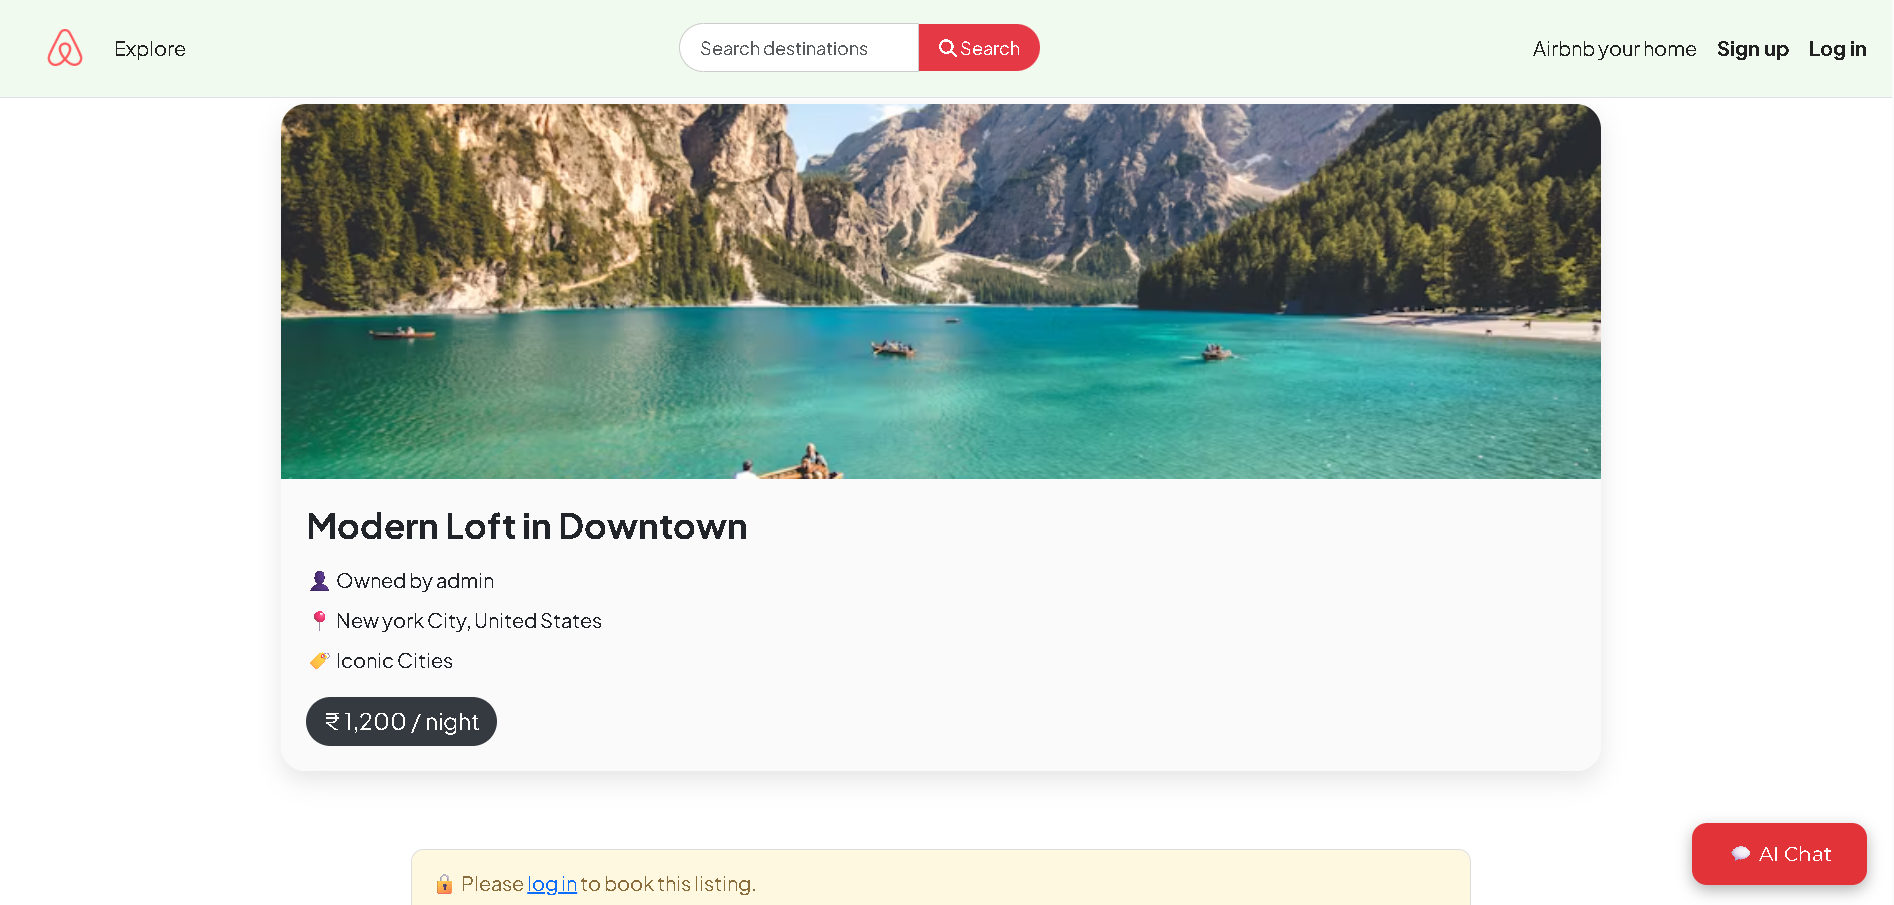 Explore
Search destinations
Search
Airbnb your home
Sign up
Log in
Modern Loft in Downtown
Owned by admin
New york City, United States
Iconic Cities
₹ 1,200 / night
Please log in to book this listing.
AI Chat